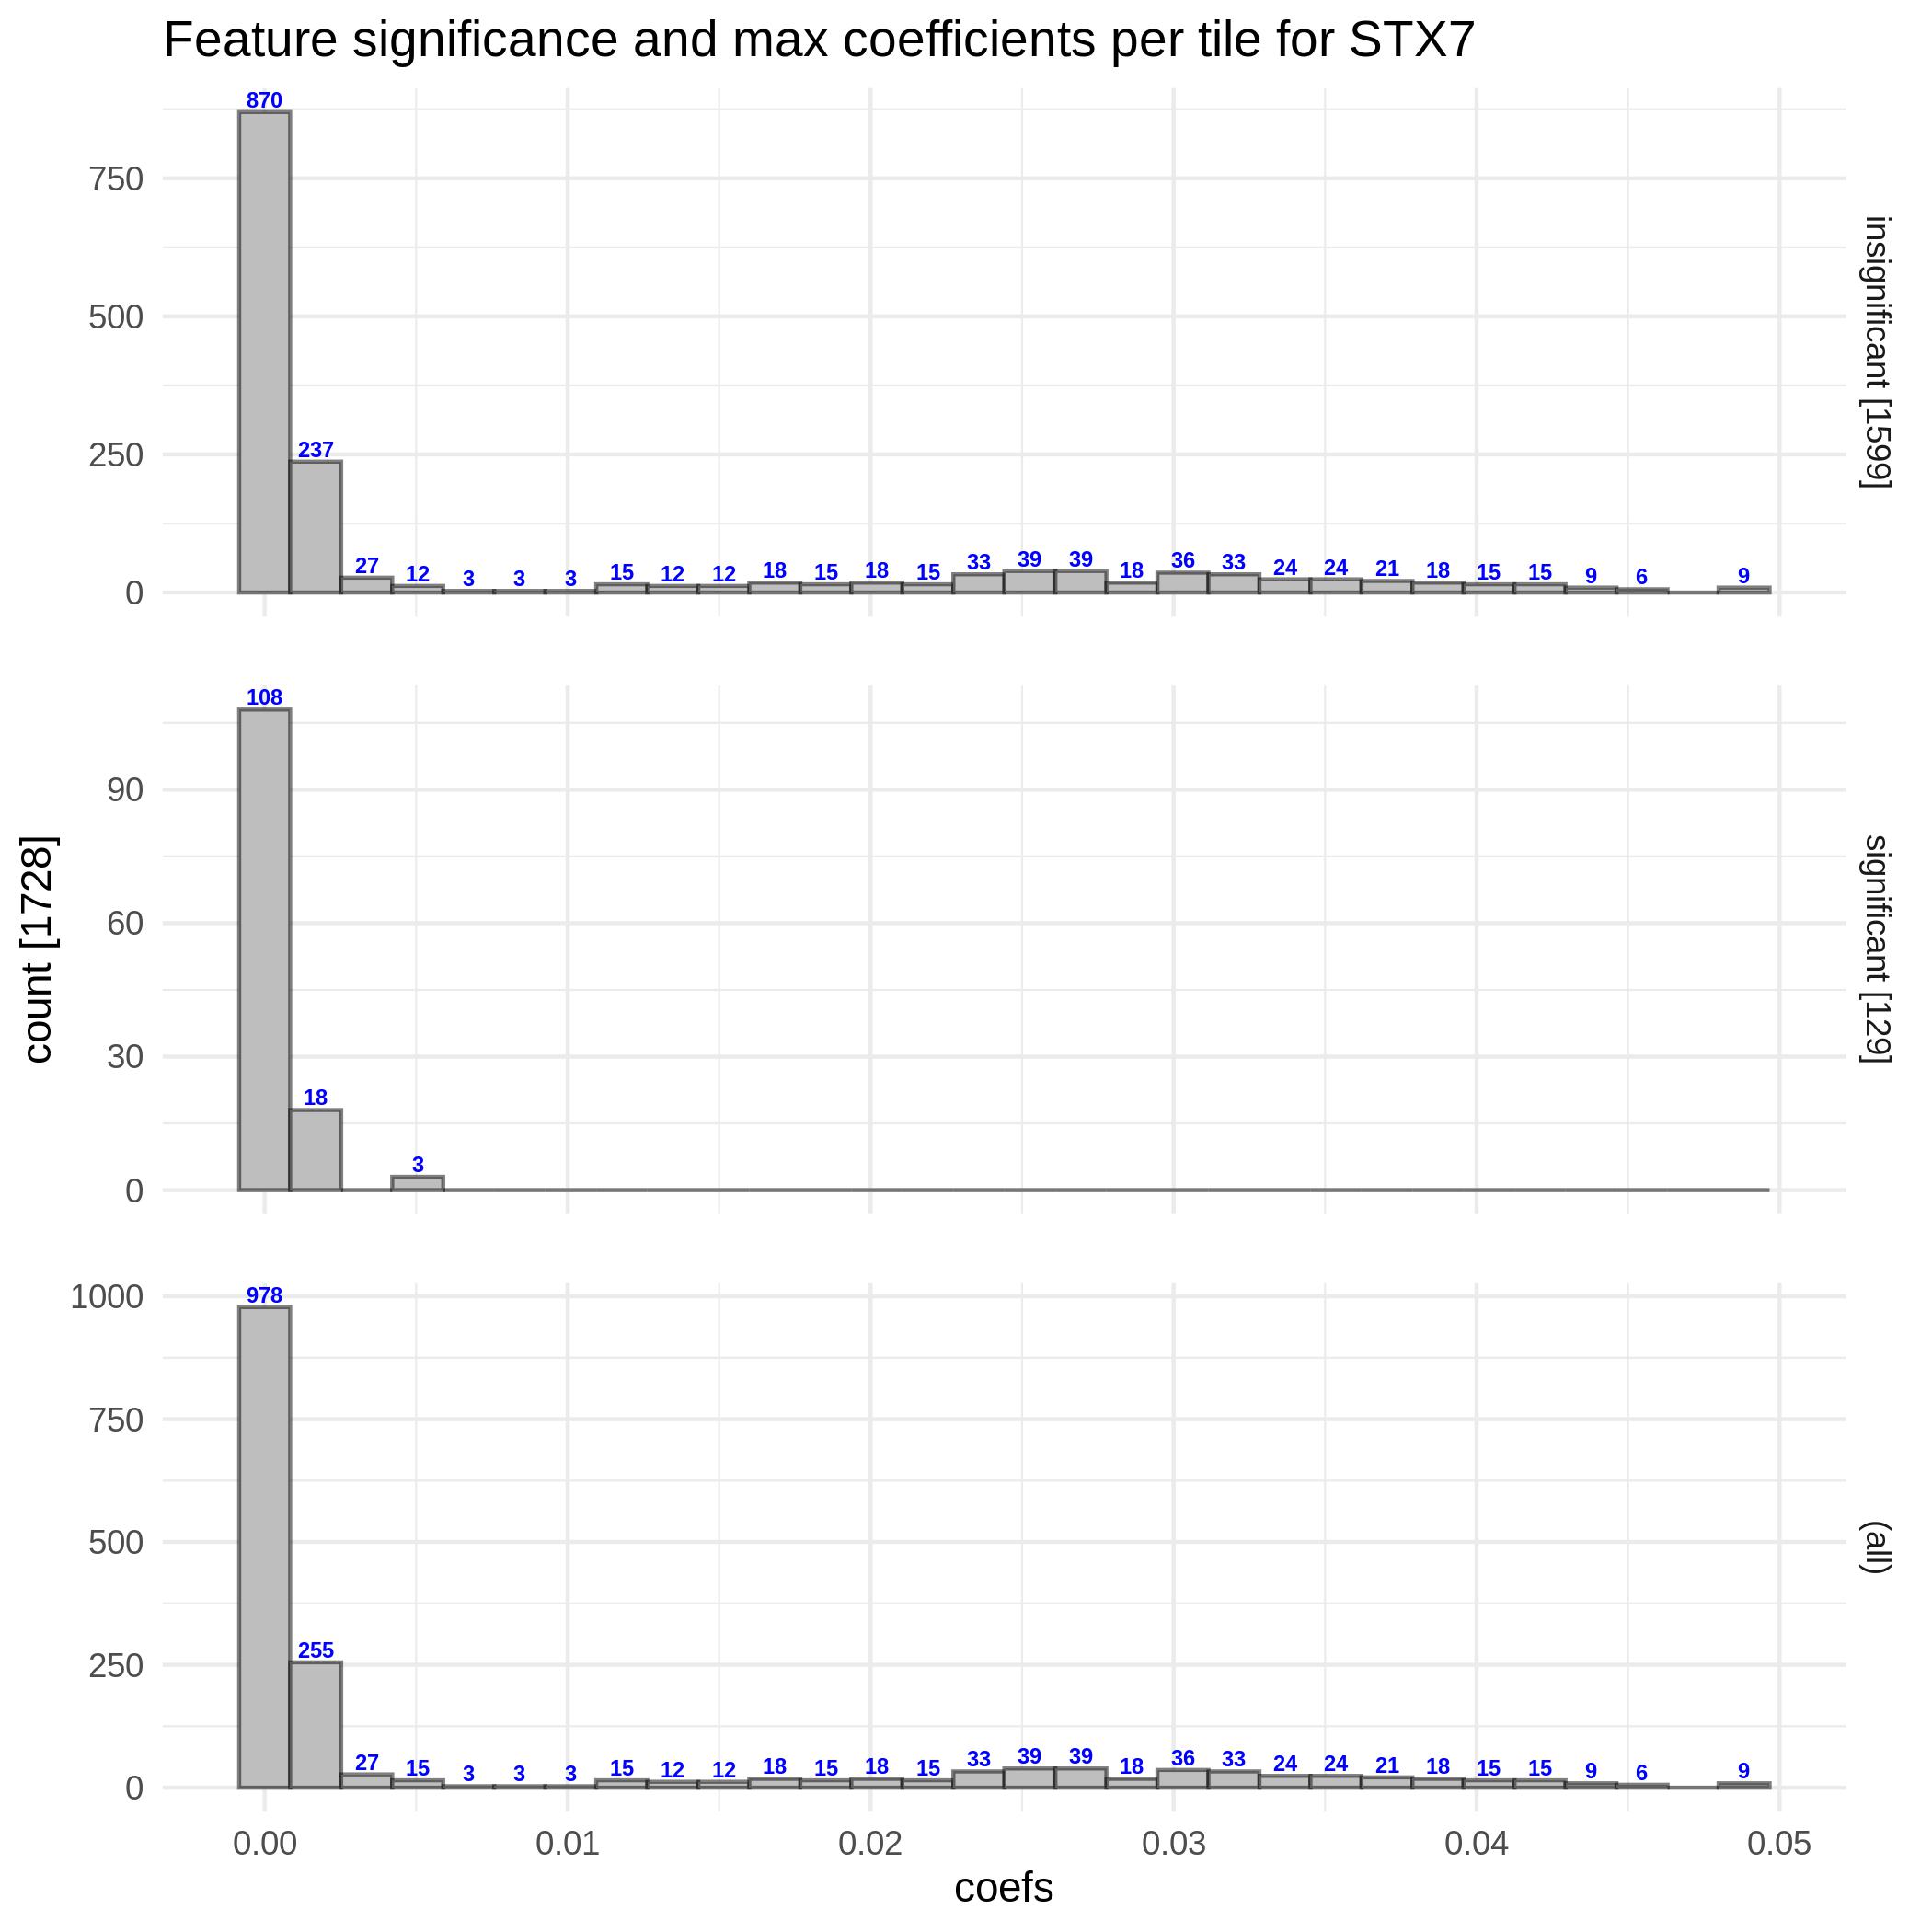 Feature significance and max coefficients per tile for STX7
870
750
500
250
237
27 12 3 3 3 15 12 12 18 15 18 15 33 39 39 18 36 33 24 24 21 18 15 15 9 6 9
0
insignificant [1599]
108
90
60
30
18
3
0
significant [129]
count [1728]
1000
978
750
500
250
255
27 15 3 3 3 15 12 12 18 15 18 15 33 39 39 18 36 33 24 24 21 18 15 15 9 6 9
0
(all)
0.00 0.01 0.02 0.03 0.04 0.05
coefs